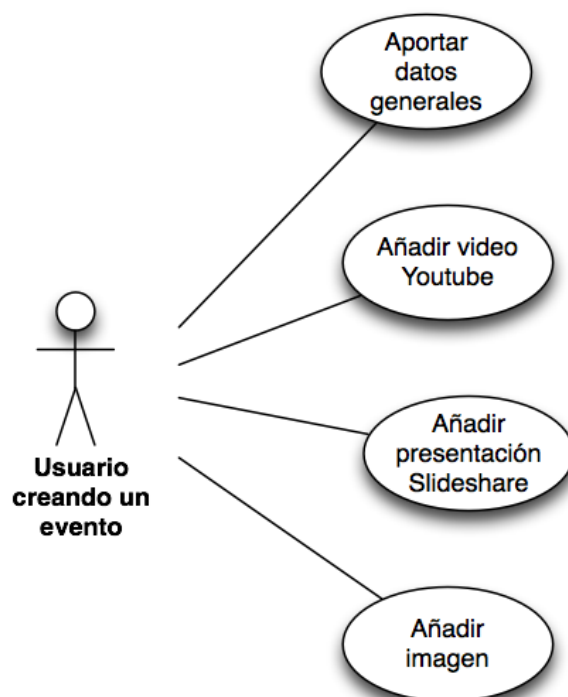 Aportar
datos
generales
Añadir video
Youtube
Añadir
presentación
Slideshare
Usuario
creando un
evento
Añadir
imagen